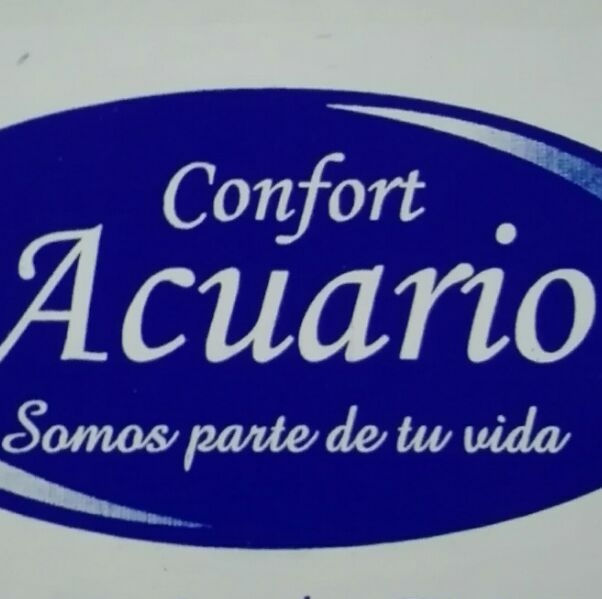 Confort
Acuario
Somos parte de tu vida